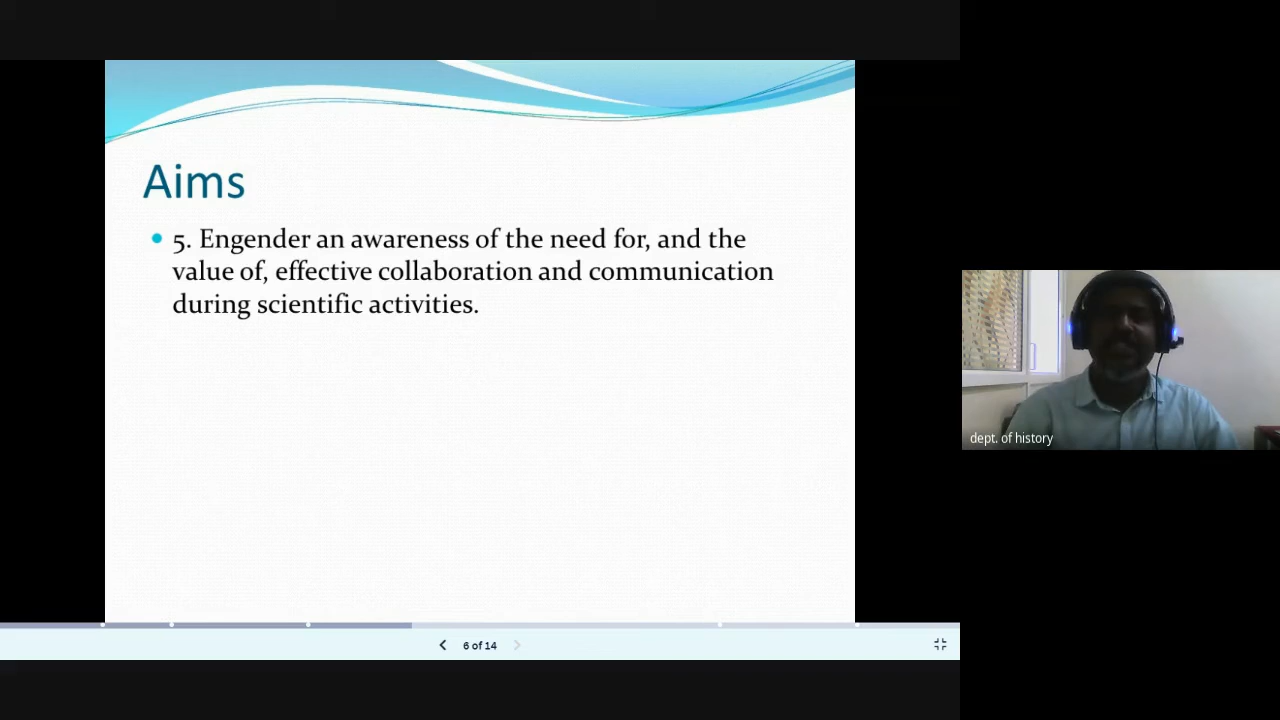 Aims
5. Engender an awareness of the need for, and the
value of, effective collaboration and communication
during scientific activities.
6 of 14
dept. of history